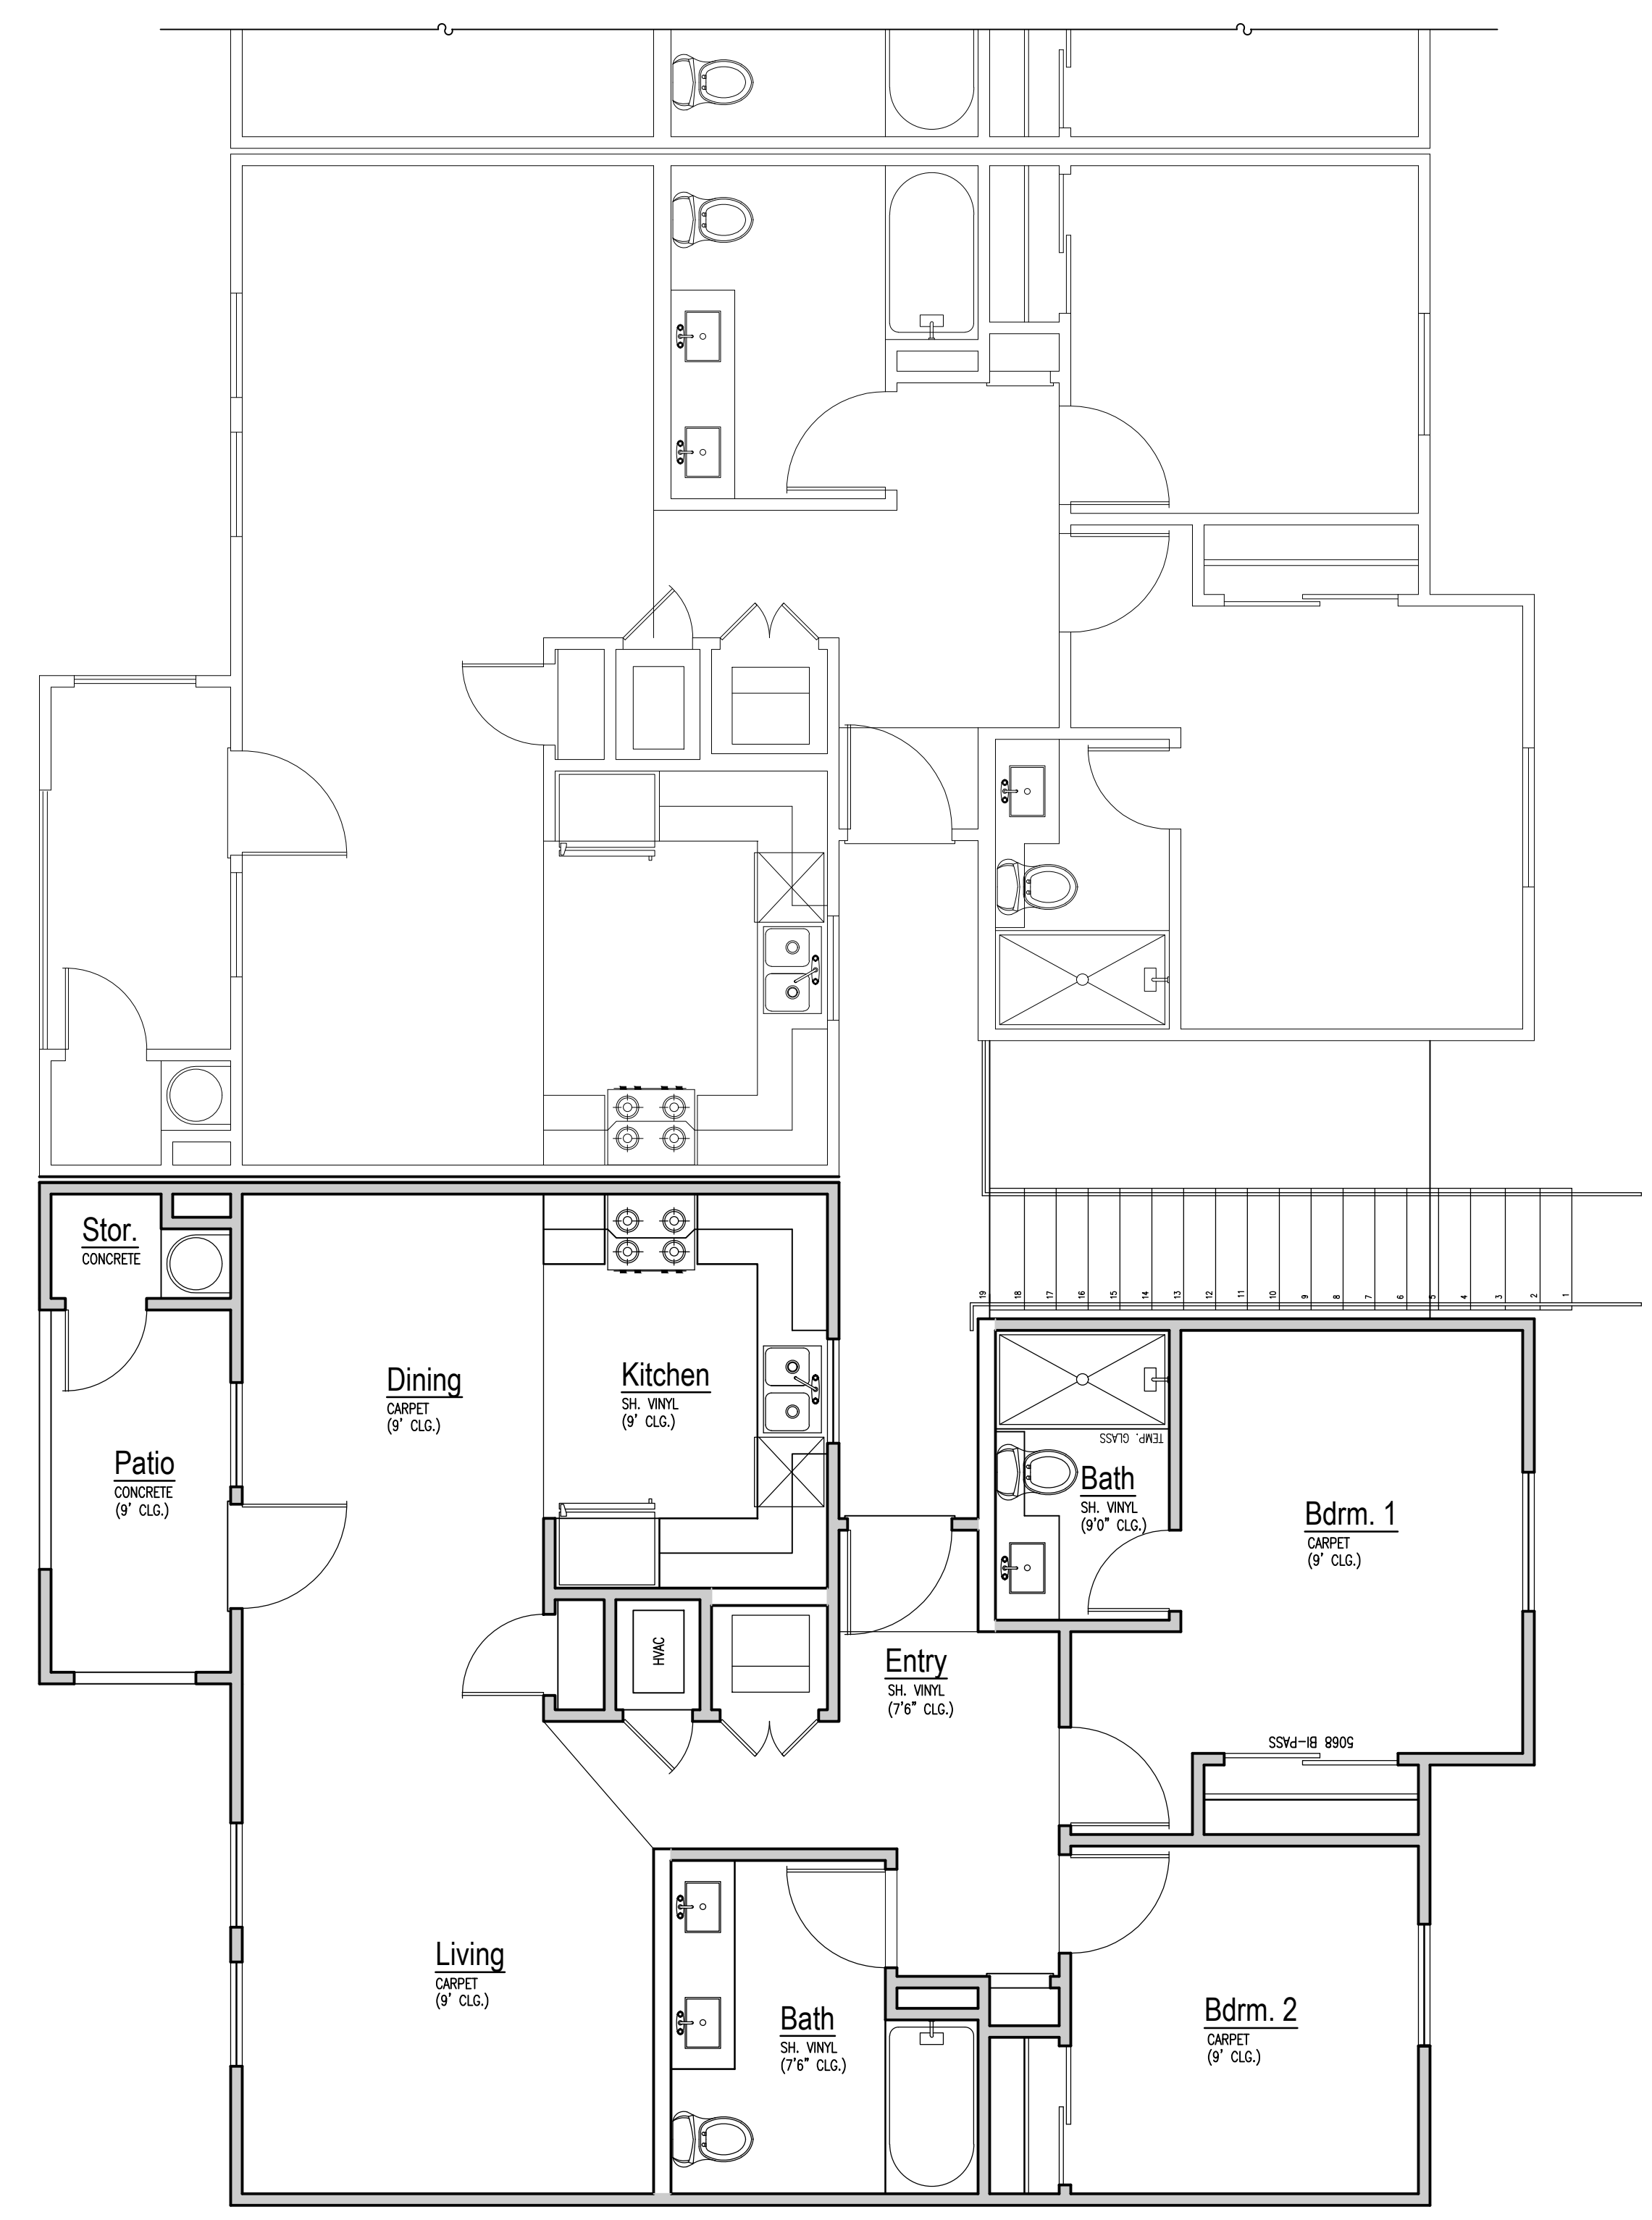 Stor.
CONCRETE
19 18 17 16 15 14 13 12 11 10 9 8 7 6 5 4 3 2 1
Dining
CARPET
(9' CLG.)
Kitchen
SH. VINYL
(9' CLG.)
TEMP. GLASS
Patio
CONCRETE
(9' CLG.)
Bath
SH. VINYL
(9'0" CLG.)
Bdrm. 1
CARPET
(9' CLG.)
HVAC
Entry
SH. VINYL
(7'6" CLG.)
5068 BI-PASS
Living
CARPET
(9' CLG.)
Bath
SH. VINYL
(7'6" CLG.)
Bdrm. 2
CARPET
(9' CLG.)